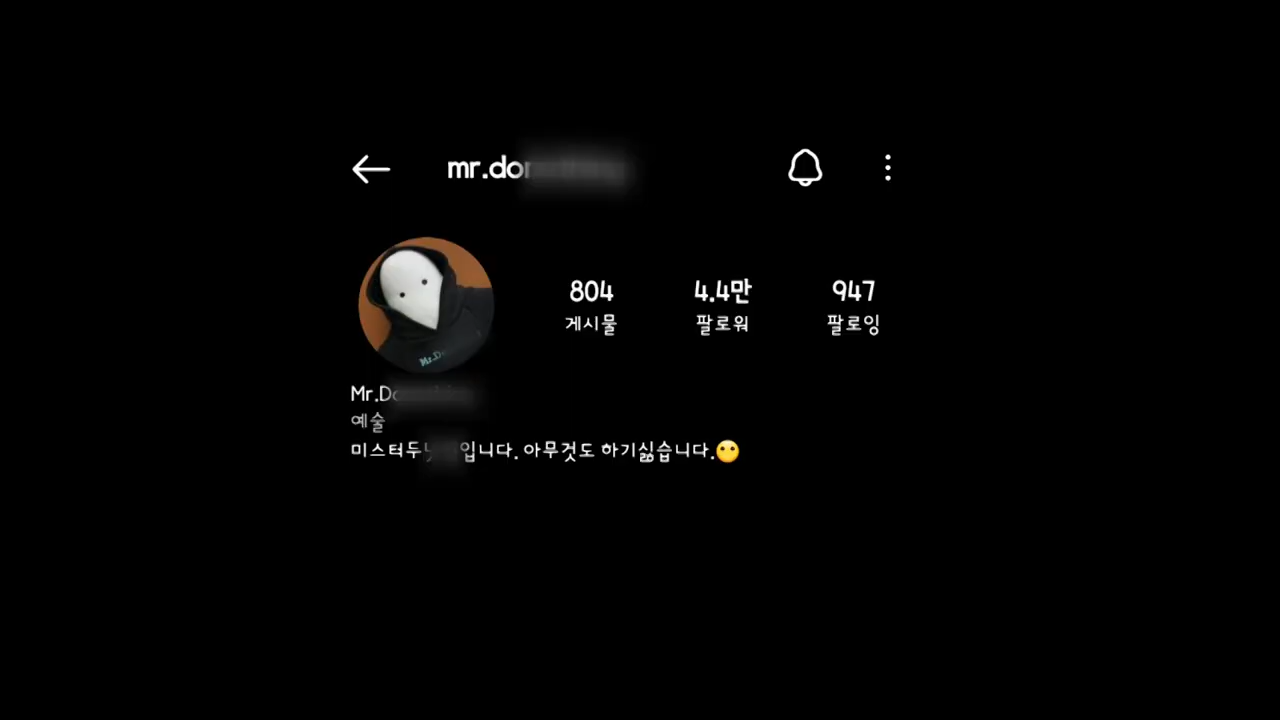 mr.do
804 4.4만 947
게시물 팔로워 팔로잉
Mr.D
예술
미스터두 입니다. 아무것도 하기싫습니다.😶